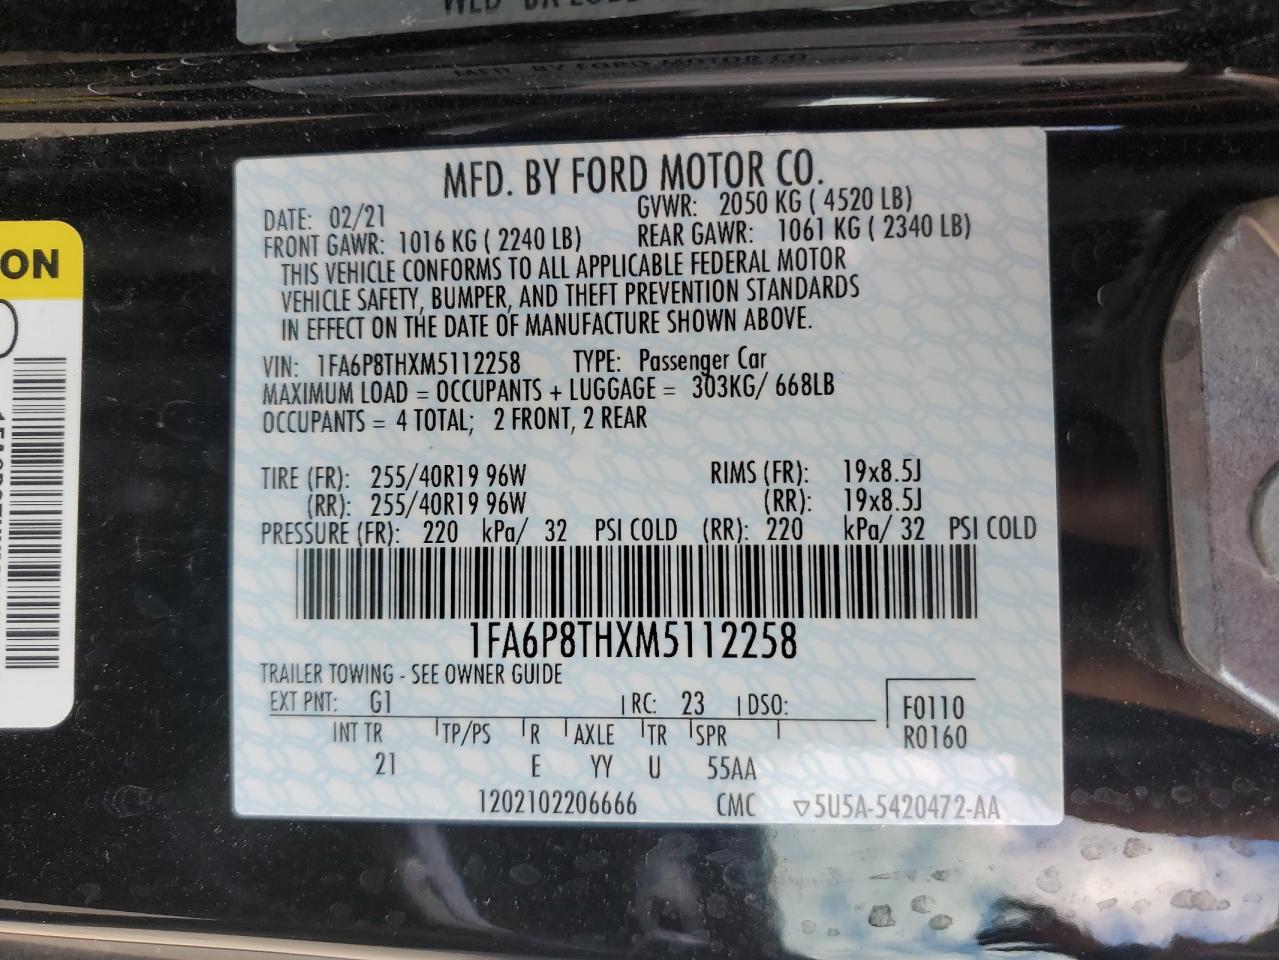 MFD. BY FORD MOTOR CO.
MFD. BY FORD MOTOR CO.
DATE: 02/21 GVWR: 2050 KG ( 4520 LB)
FRONT GAWR: 1016 KG ( 2240 LB) REAR GAWR: 1061 KG ( 2340 LB)
THIS VEHICLE CONFORMS TO ALL APPLICABLE FEDERAL MOTOR
VEHICLE SAFETY, BUMPER, AND THEFT PREVENTION STANDARDS
IN EFFECT ON THE DATE OF MANUFACTURE SHOWN ABOVE.
VIN: 1FA6P8THXM5112258 TYPE: Passenger Car
MAXIMUM LOAD = OCCUPANTS + LUGGAGE = 303KG/ 668LB
OCCUPANTS = 4 TOTAL; 2 FRONT, 2 REAR
TIRE (FR): 255/40R19 96W RIMS (FR): 19x8.5J
(RR): 255/40R19 96W (RR): 19x8.5J
PRESSURE (FR): 220 kPa/ 32 PSI COLD (RR): 220 kPa/ 32 PSI COLD
1FA6P8THXM5112258
TRAILER TOWING - SEE OWNER GUIDE
EXT PNT: G1 RC: 23 DSO: F0110
INT TR TP/PS R AXLE TR SPR R0160
21 E YY U 55AA
1202102206666 CMC ▽5U5A-5420472-AA
ON